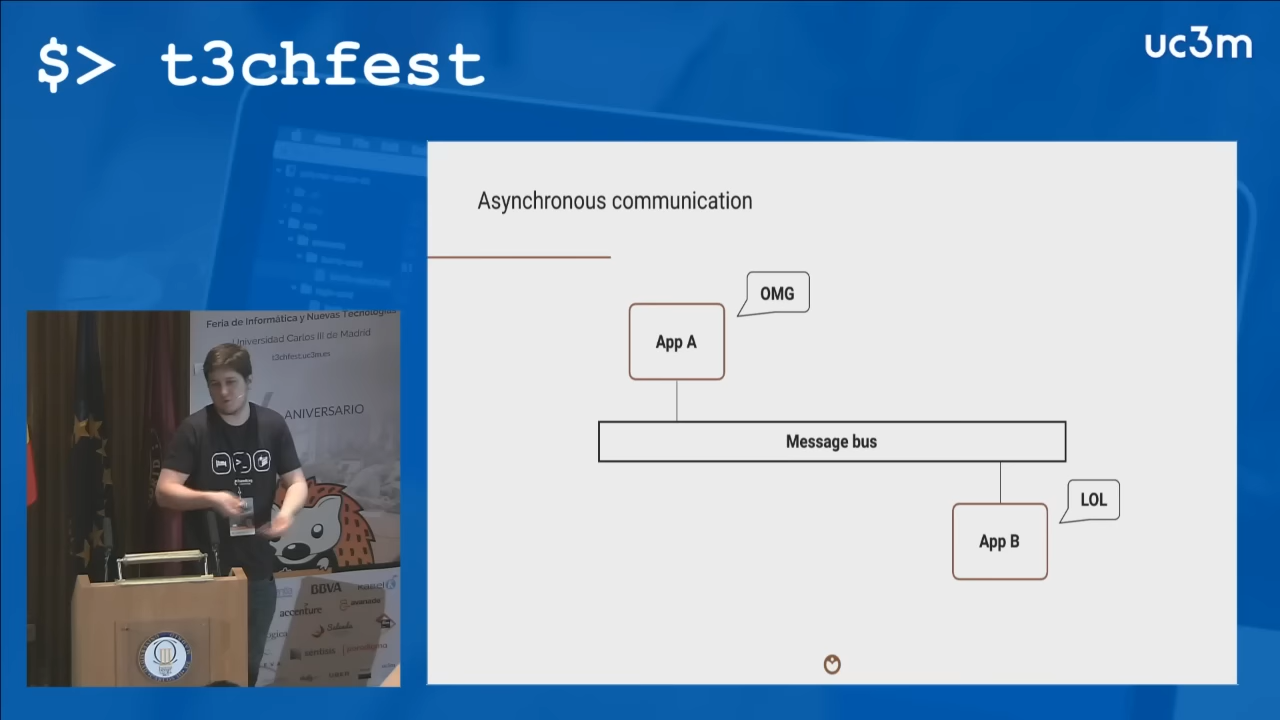 $> t3chfest
uc3m
Asynchronous communication
OMG
App A
Message bus
LOL
App B
Feria de Informática y Nuevas Tecnologías
Universidad Carlos III de Madrid
t3chfest.uc3m.es
ANIVERSARIO
BBVA
accenture
avanade